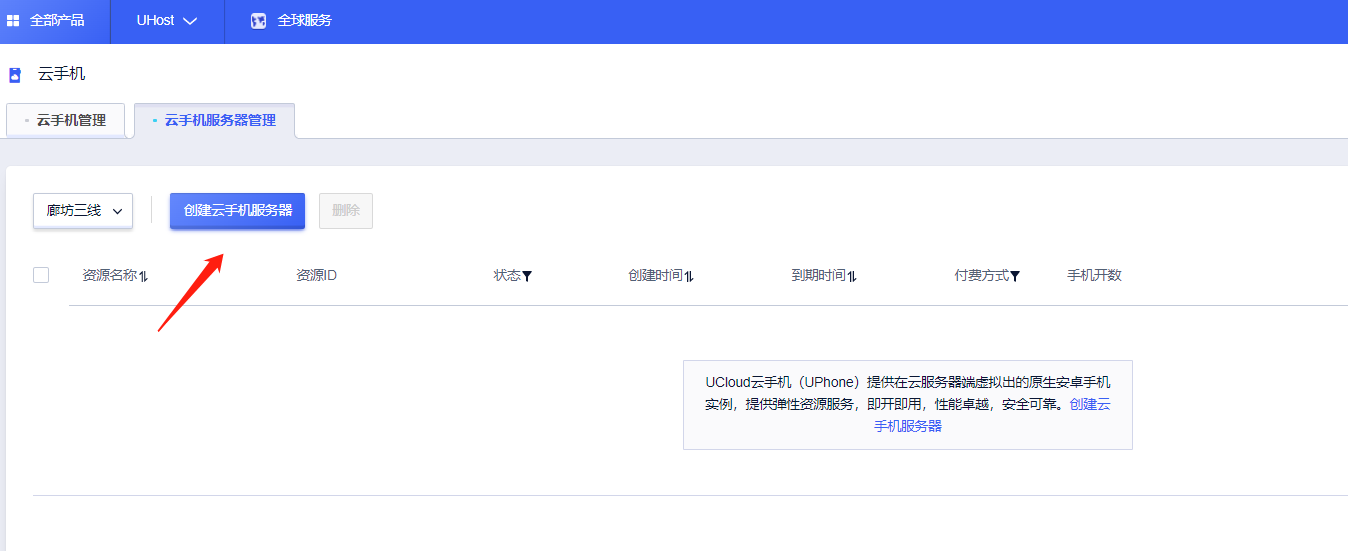 全部产品 UHost 全球服务
云手机
云手机管理 云手机服务器管理
廊坊三线 创建云手机服务器 删除
资源名称 资源ID 状态 创建时间 到期时间 付费方式 手机开数
UCloud云手机（UPhone）提供在云服务器端虚拟出的原生安卓手机
实例，提供弹性资源服务，即开即用，性能卓越，安全可靠。创建云
手机服务器